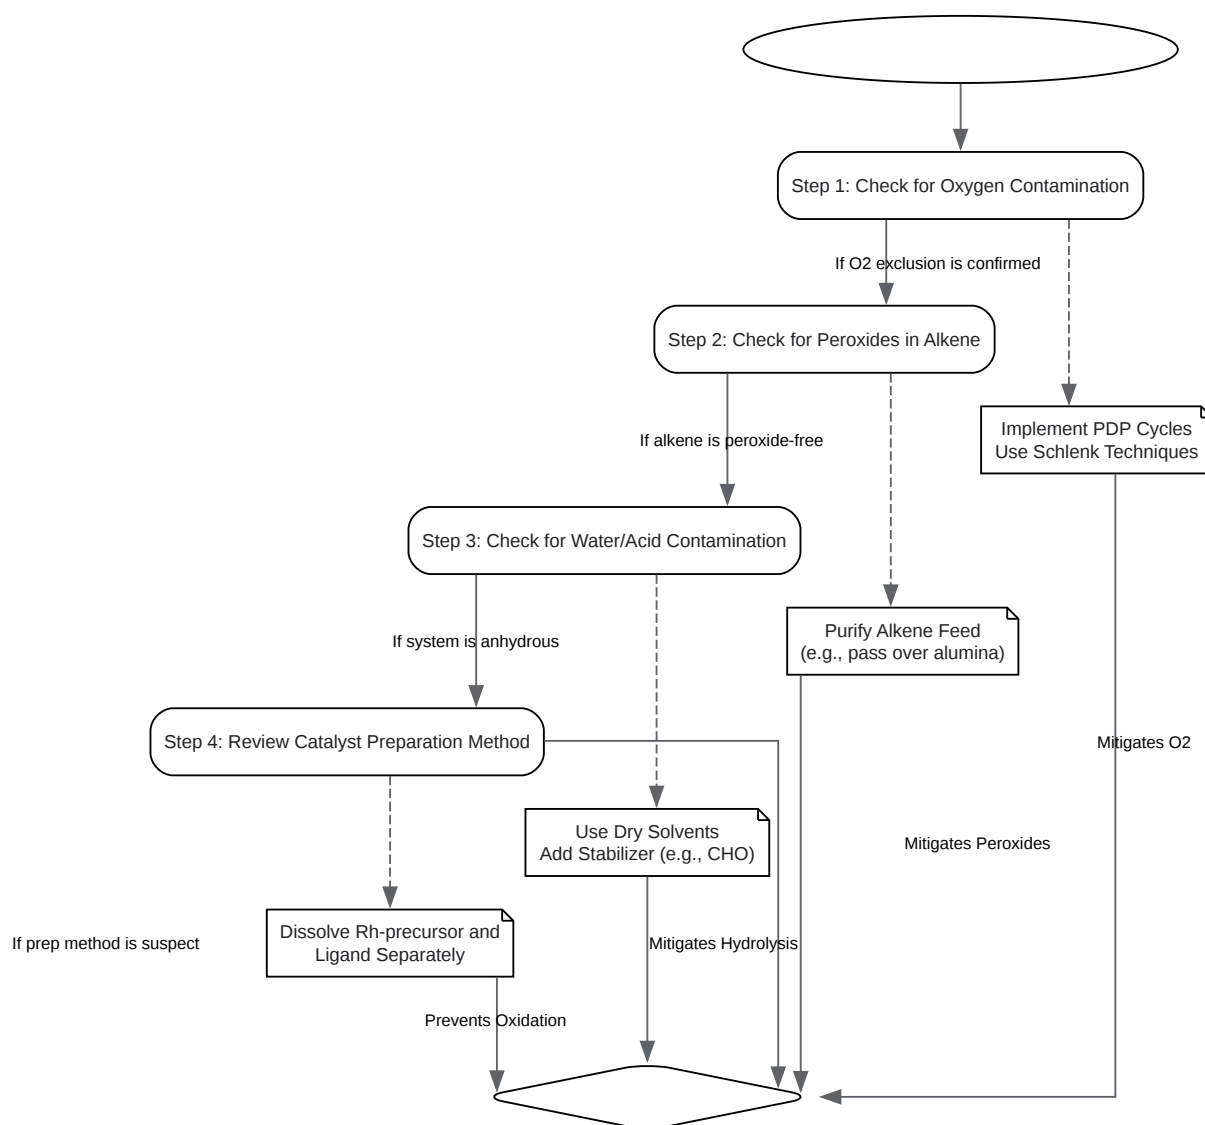 Step 1: Check for Oxygen Contamination
If O2 exclusion is confirmed
Step 2: Check for Peroxides in Alkene
Implement PDP Cycles
Use Schlenk Techniques
If alkene is peroxide-free
Step 3: Check for Water/Acid Contamination
Purify Alkene Feed
(e.g., pass over alumina)
If system is anhydrous
Step 4: Review Catalyst Preparation Method
Mitigates O2
Use Dry Solvents
Add Stabilizer (e.g., CHO)
Mitigates Peroxides
Dissolve Rh-precursor and
Ligand Separately
If prep method is suspect
Mitigates Hydrolysis
Prevents Oxidation